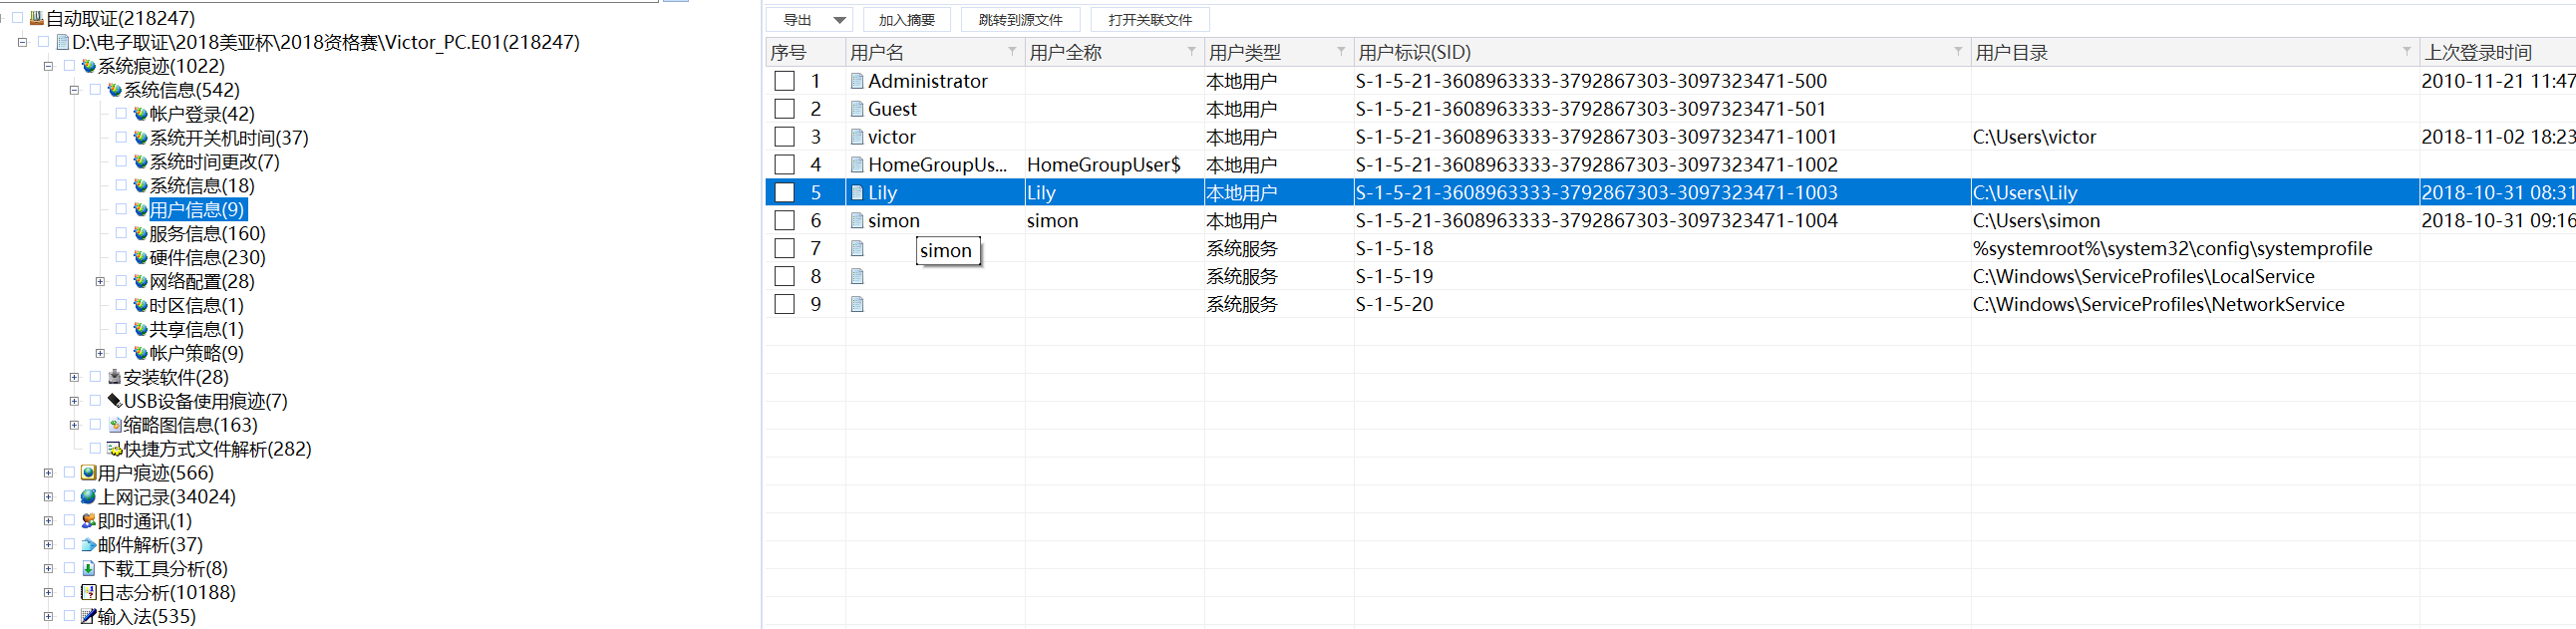 自动取证(218247)
D:\电子取证\2018美亚杯\2018资格赛\Victor_PC.E01(218247)
系统痕迹(1022)
系统信息(542)
帐户登录(42)
系统开关机时间(37)
系统时间更改(7)
系统信息(18)
用户信息(9)
服务信息(160)
硬件信息(230)
网络配置(28)
时区信息(1)
共享信息(1)
帐户策略(9)
安装软件(28)
USB设备使用痕迹(7)
缩略图信息(163)
快捷方式文件解析(282)
用户痕迹(566)
上网记录(34024)
即时通讯(1)
邮件解析(37)
下载工具分析(8)
日志分析(10188)
输入法(535)
导出 加入摘要 跳转到源文件 打开关联文件
序号 用户名 用户全称 用户类型 用户标识(SID) 用户目录 上次登录时间
1 Administrator 本地用户 S-1-5-21-3608963333-3792867303-3097323471-500 2010-11-21 11:47
2 Guest 本地用户 S-1-5-21-3608963333-3792867303-3097323471-501
3 victor 本地用户 S-1-5-21-3608963333-3792867303-3097323471-1001 C:\Users\victor 2018-11-02 18:23
4 HomeGroupUs... HomeGroupUser$ 本地用户 S-1-5-21-3608963333-3792867303-3097323471-1002
5 Lily Lily 本地用户 S-1-5-21-3608963333-3792867303-3097323471-1003 C:\Users\Lily 2018-10-31 08:31
6 simon simon 本地用户 S-1-5-21-3608963333-3792867303-3097323471-1004 C:\Users\simon 2018-10-31 09:16
7 系统服务 S-1-5-18 %systemroot%\system32\config\systemprofile
simon
8 系统服务 S-1-5-19 C:\Windows\ServiceProfiles\LocalService
9 系统服务 S-1-5-20 C:\Windows\ServiceProfiles\NetworkService